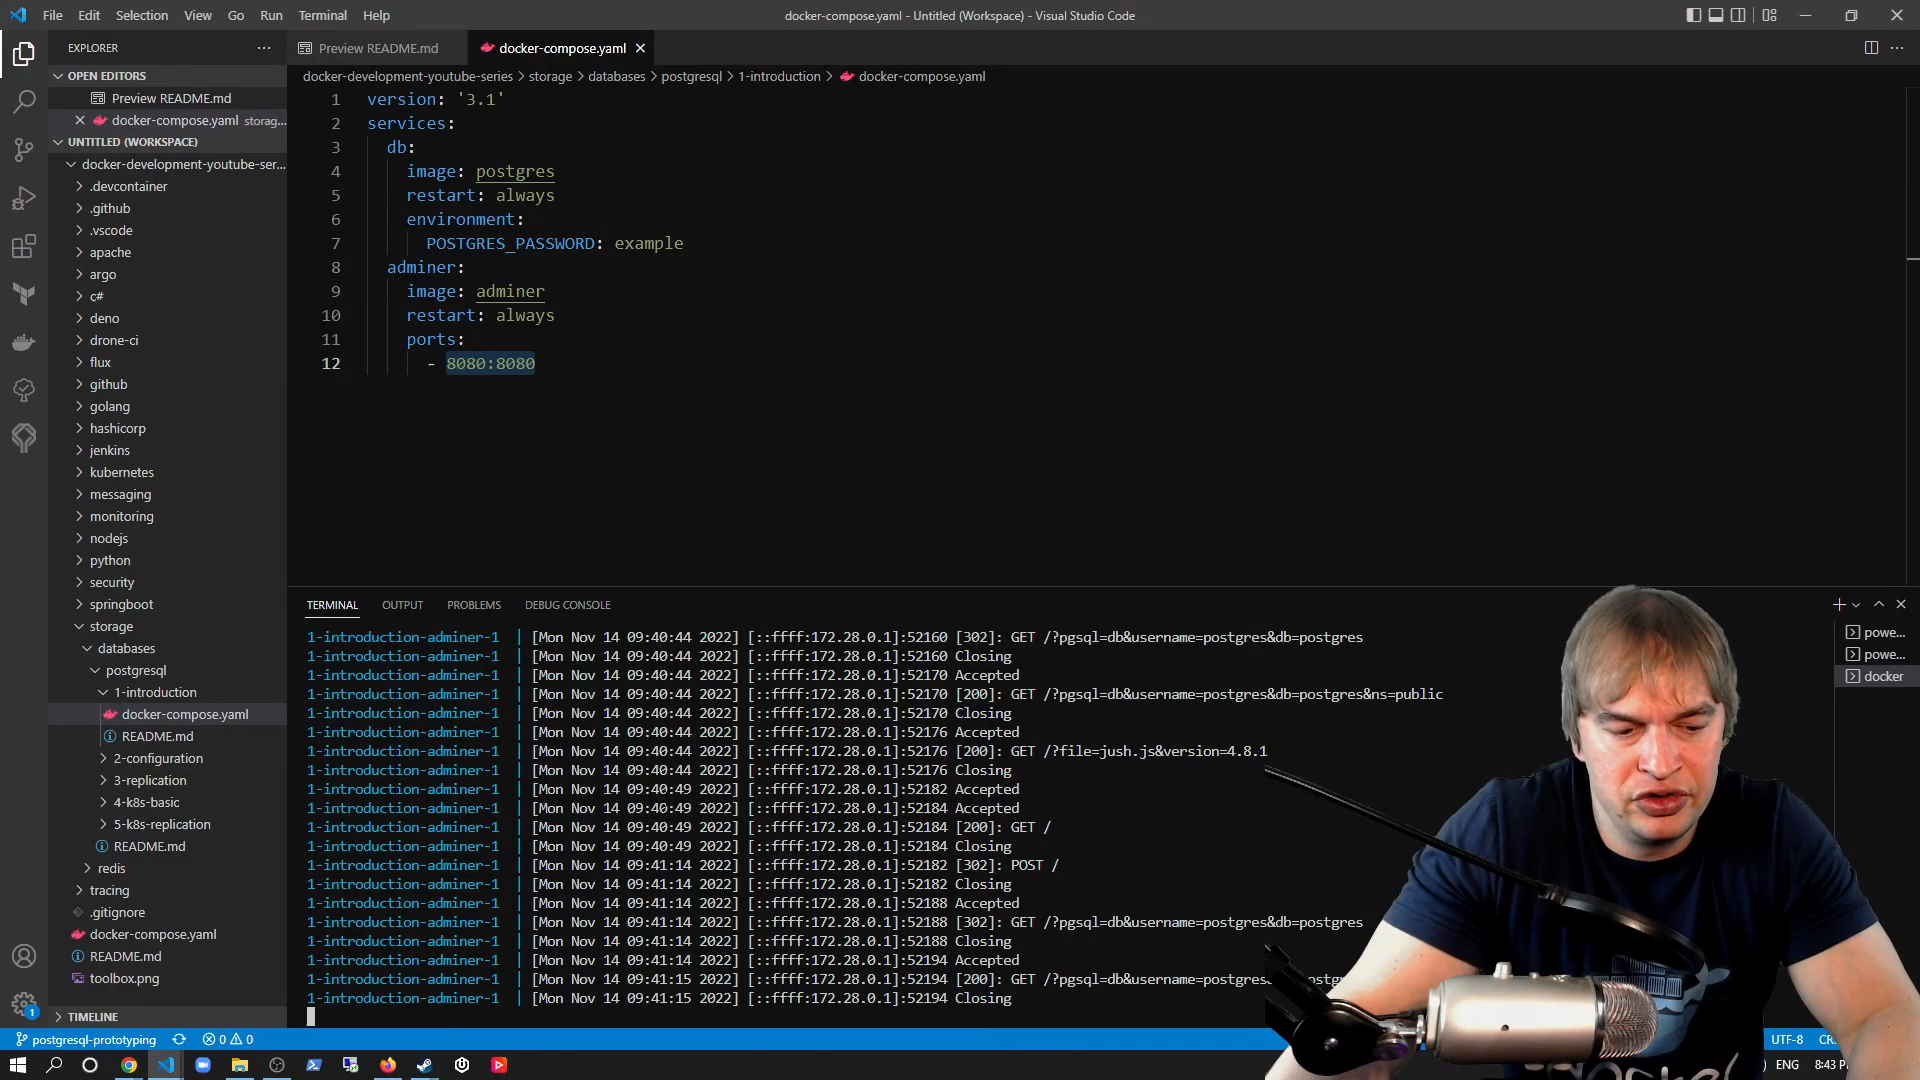 File Edit Selection View Go Run Terminal Help
docker-compose.yaml - Untitled (Workspace) - Visual Studio Code
EXPLORER
OPEN EDITORS
Preview README.md
docker-compose.yaml storag...
UNTITLED (WORKSPACE)
docker-development-youtube-ser...
.devcontainer
.github
.vscode
apache
argo
c#
deno
drone-ci
flux
github
golang
hashicorp
jenkins
kubernetes
messaging
monitoring
nodejs
python
security
springboot
storage
databases
postgresql
1-introduction
docker-compose.yaml
README.md
2-configuration
3-replication
4-k8s-basic
5-k8s-replication
README.md
redis
tracing
.gitignore
docker-compose.yaml
README.md
toolbox.png
TIMELINE
Preview README.md
docker-compose.yaml
docker-development-youtube-series > storage > databases > postgresql > 1-introduction > docker-compose.yaml
1 version: '3.1'
2 services:
3 db:
4 image: postgres
5 restart: always
6 environment:
7 POSTGRES_PASSWORD: example
8 adminer:
9 image: adminer
10 restart: always
11 ports:
12 - 8080:8080
TERMINAL OUTPUT PROBLEMS DEBUG CONSOLE
1-introduction-adminer-1 | [Mon Nov 14 09:40:44 2022] [::ffff:172.28.0.1]:52160 [302]: GET /?pgsql=db&username=postgres&db=postgres
1-introduction-adminer-1 | [Mon Nov 14 09:40:44 2022] [::ffff:172.28.0.1]:52160 Closing
1-introduction-adminer-1 | [Mon Nov 14 09:40:44 2022] [::ffff:172.28.0.1]:52170 Accepted
1-introduction-adminer-1 | [Mon Nov 14 09:40:44 2022] [::ffff:172.28.0.1]:52170 [200]: GET /?pgsql=db&username=postgres&db=postgres&ns=public
1-introduction-adminer-1 | [Mon Nov 14 09:40:44 2022] [::ffff:172.28.0.1]:52170 Closing
1-introduction-adminer-1 | [Mon Nov 14 09:40:44 2022] [::ffff:172.28.0.1]:52176 Accepted
1-introduction-adminer-1 | [Mon Nov 14 09:40:44 2022] [::ffff:172.28.0.1]:52176 [200]: GET /?file=jush.js&version=4.8.1
1-introduction-adminer-1 | [Mon Nov 14 09:40:44 2022] [::ffff:172.28.0.1]:52176 Closing
1-introduction-adminer-1 | [Mon Nov 14 09:40:49 2022] [::ffff:172.28.0.1]:52182 Accepted
1-introduction-adminer-1 | [Mon Nov 14 09:40:49 2022] [::ffff:172.28.0.1]:52184 Accepted
1-introduction-adminer-1 | [Mon Nov 14 09:40:49 2022] [::ffff:172.28.0.1]:52184 [200]: GET /
1-introduction-adminer-1 | [Mon Nov 14 09:40:49 2022] [::ffff:172.28.0.1]:52184 Closing
1-introduction-adminer-1 | [Mon Nov 14 09:41:14 2022] [::ffff:172.28.0.1]:52182 [302]: POST /
1-introduction-adminer-1 | [Mon Nov 14 09:41:14 2022] [::ffff:172.28.0.1]:52182 Closing
1-introduction-adminer-1 | [Mon Nov 14 09:41:14 2022] [::ffff:172.28.0.1]:52188 Accepted
1-introduction-adminer-1 | [Mon Nov 14 09:41:14 2022] [::ffff:172.28.0.1]:52188 [302]: GET /?pgsql=db&username=postgres&db=postgres
1-introduction-adminer-1 | [Mon Nov 14 09:41:14 2022] [::ffff:172.28.0.1]:52188 Closing
1-introduction-adminer-1 | [Mon Nov 14 09:41:14 2022] [::ffff:172.28.0.1]:52194 Accepted
1-introduction-adminer-1 | [Mon Nov 14 09:41:15 2022] [::ffff:172.28.0.1]:52194 [200]: GET /?pgsql=db&username=postgres
1-introduction-adminer-1 | [Mon Nov 14 09:41:15 2022] [::ffff:172.28.0.1]:52194 Closing
powe...
powe...
docker
postgresql-prototyping 0 0
UTF-8
1
ENG 8:43